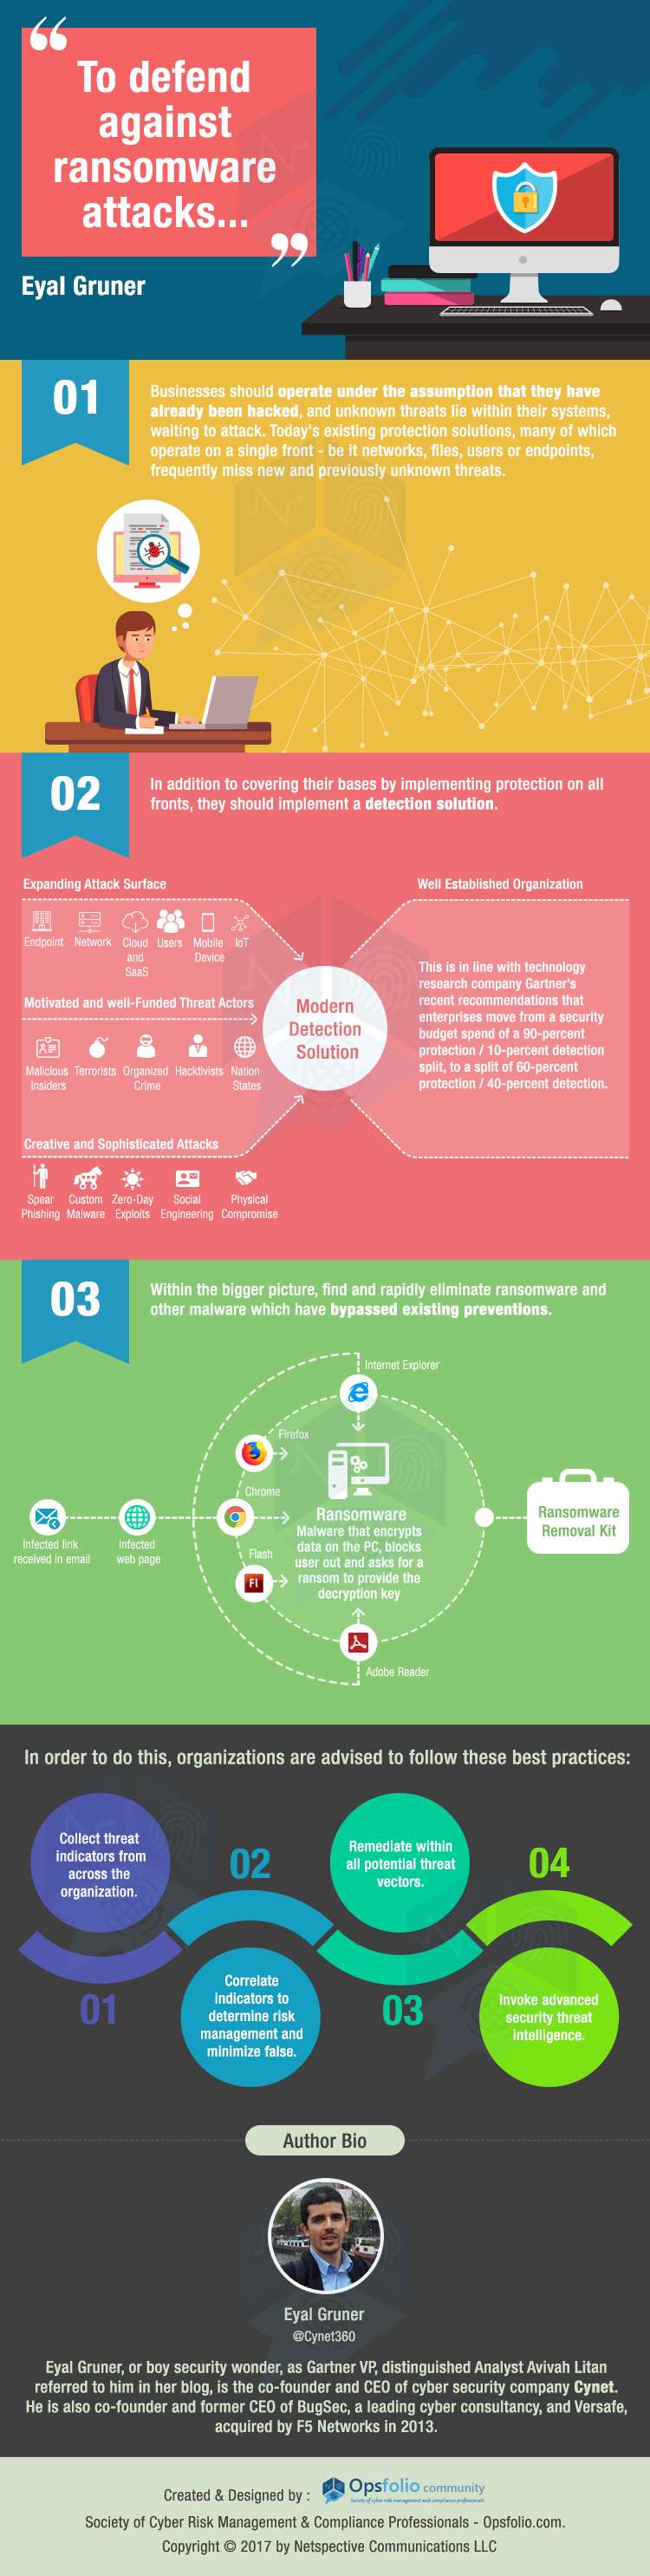 “
To defend
against
ransomware
attacks...
”
Eyal Gruner
01
Businesses should operate under the assumption that they have
already been hacked, and unknown threats lie within their systems,
waiting to attack. Today's existing protection solutions, many of which
operate on a single front - be it networks, files, users or endpoints,
frequently miss new and previously unknown threats.
02
In addition to covering their bases by implementing protection on all
fronts, they should implement a detection solution.
Expanding Attack Surface
Endpoint
Network
Cloud
and
SaaS
Users
Mobile
Device
IoT
Motivated and well-Funded Threat Actors
Malicious
Insiders
Terrorists
Organized
Crime
Hacktivists
Nation
States
Creative and Sophisticated Attacks
Spear
Phishing
Custom
Malware
Zero-Day
Exploits
Social
Engineering
Physical
Compromise
Modern
Detection
Solution
Well Established Organization
This is in line with technology
research company Gartner's
recent recommendations that
enterprises move from a security
budget spend of a 90-percent
protection / 10-percent detection
split, to a split of 60-percent
protection / 40-percent detection.
03
Within the bigger picture, find and rapidly eliminate ransomware and
other malware which have bypassed existing preventions.
Internet Explorer
Firefox
Chrome
Flash
Fl
Adobe Reader
Infected link
received in email
Infected
web page
Ransomware
Malware that encrypts
data on the PC, blocks
user out and asks for a
ransom to provide the
decryption key
Ransomware
Removal Kit
In order to do this, organizations are advised to follow these best practices:
Collect threat
indicators from
across the
organization.
01
02
Correlate
indicators to
determine risk
management and
minimize false.
Remediate within
all potential threat
vectors.
03
04
Invoke advanced
security threat
intelligence.
Author Bio
Eyal Gruner
@Cynet360
Eyal Gruner, or boy security wonder, as Gartner VP, distinguished Analyst Avivah Litan
referred to him in her blog, is the co-founder and CEO of cyber security company Cynet.
He is also co-founder and former CEO of BugSec, a leading cyber consultancy, and Versafe,
acquired by F5 Networks in 2013.
Created & Designed by :
Opsfolio community
Society of cyber risk management and compliance professionals
Society of Cyber Risk Management & Compliance Professionals - Opsfolio.com.
Copyright © 2017 by Netspective Communications LLC